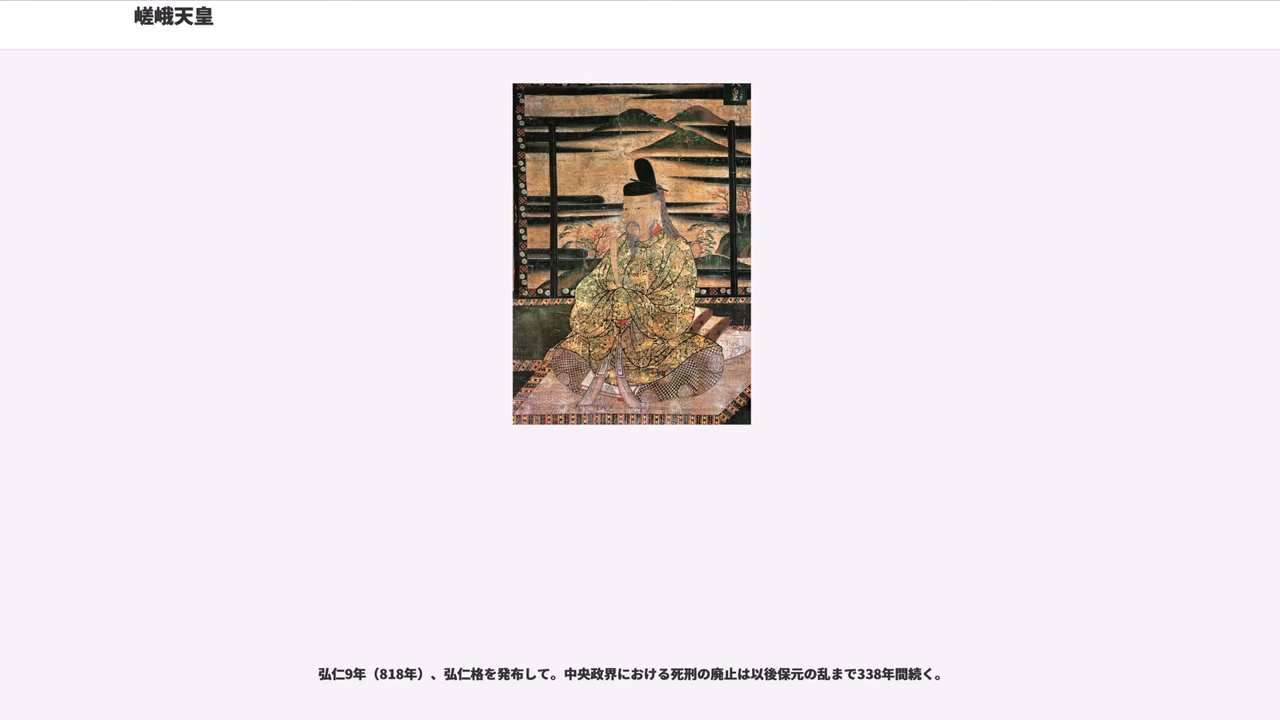 嵯峨天皇
弘仁9年（818年）、弘仁格を発布して。中央政界における死刑の廃止は以後保元の乱まで338年間続く。